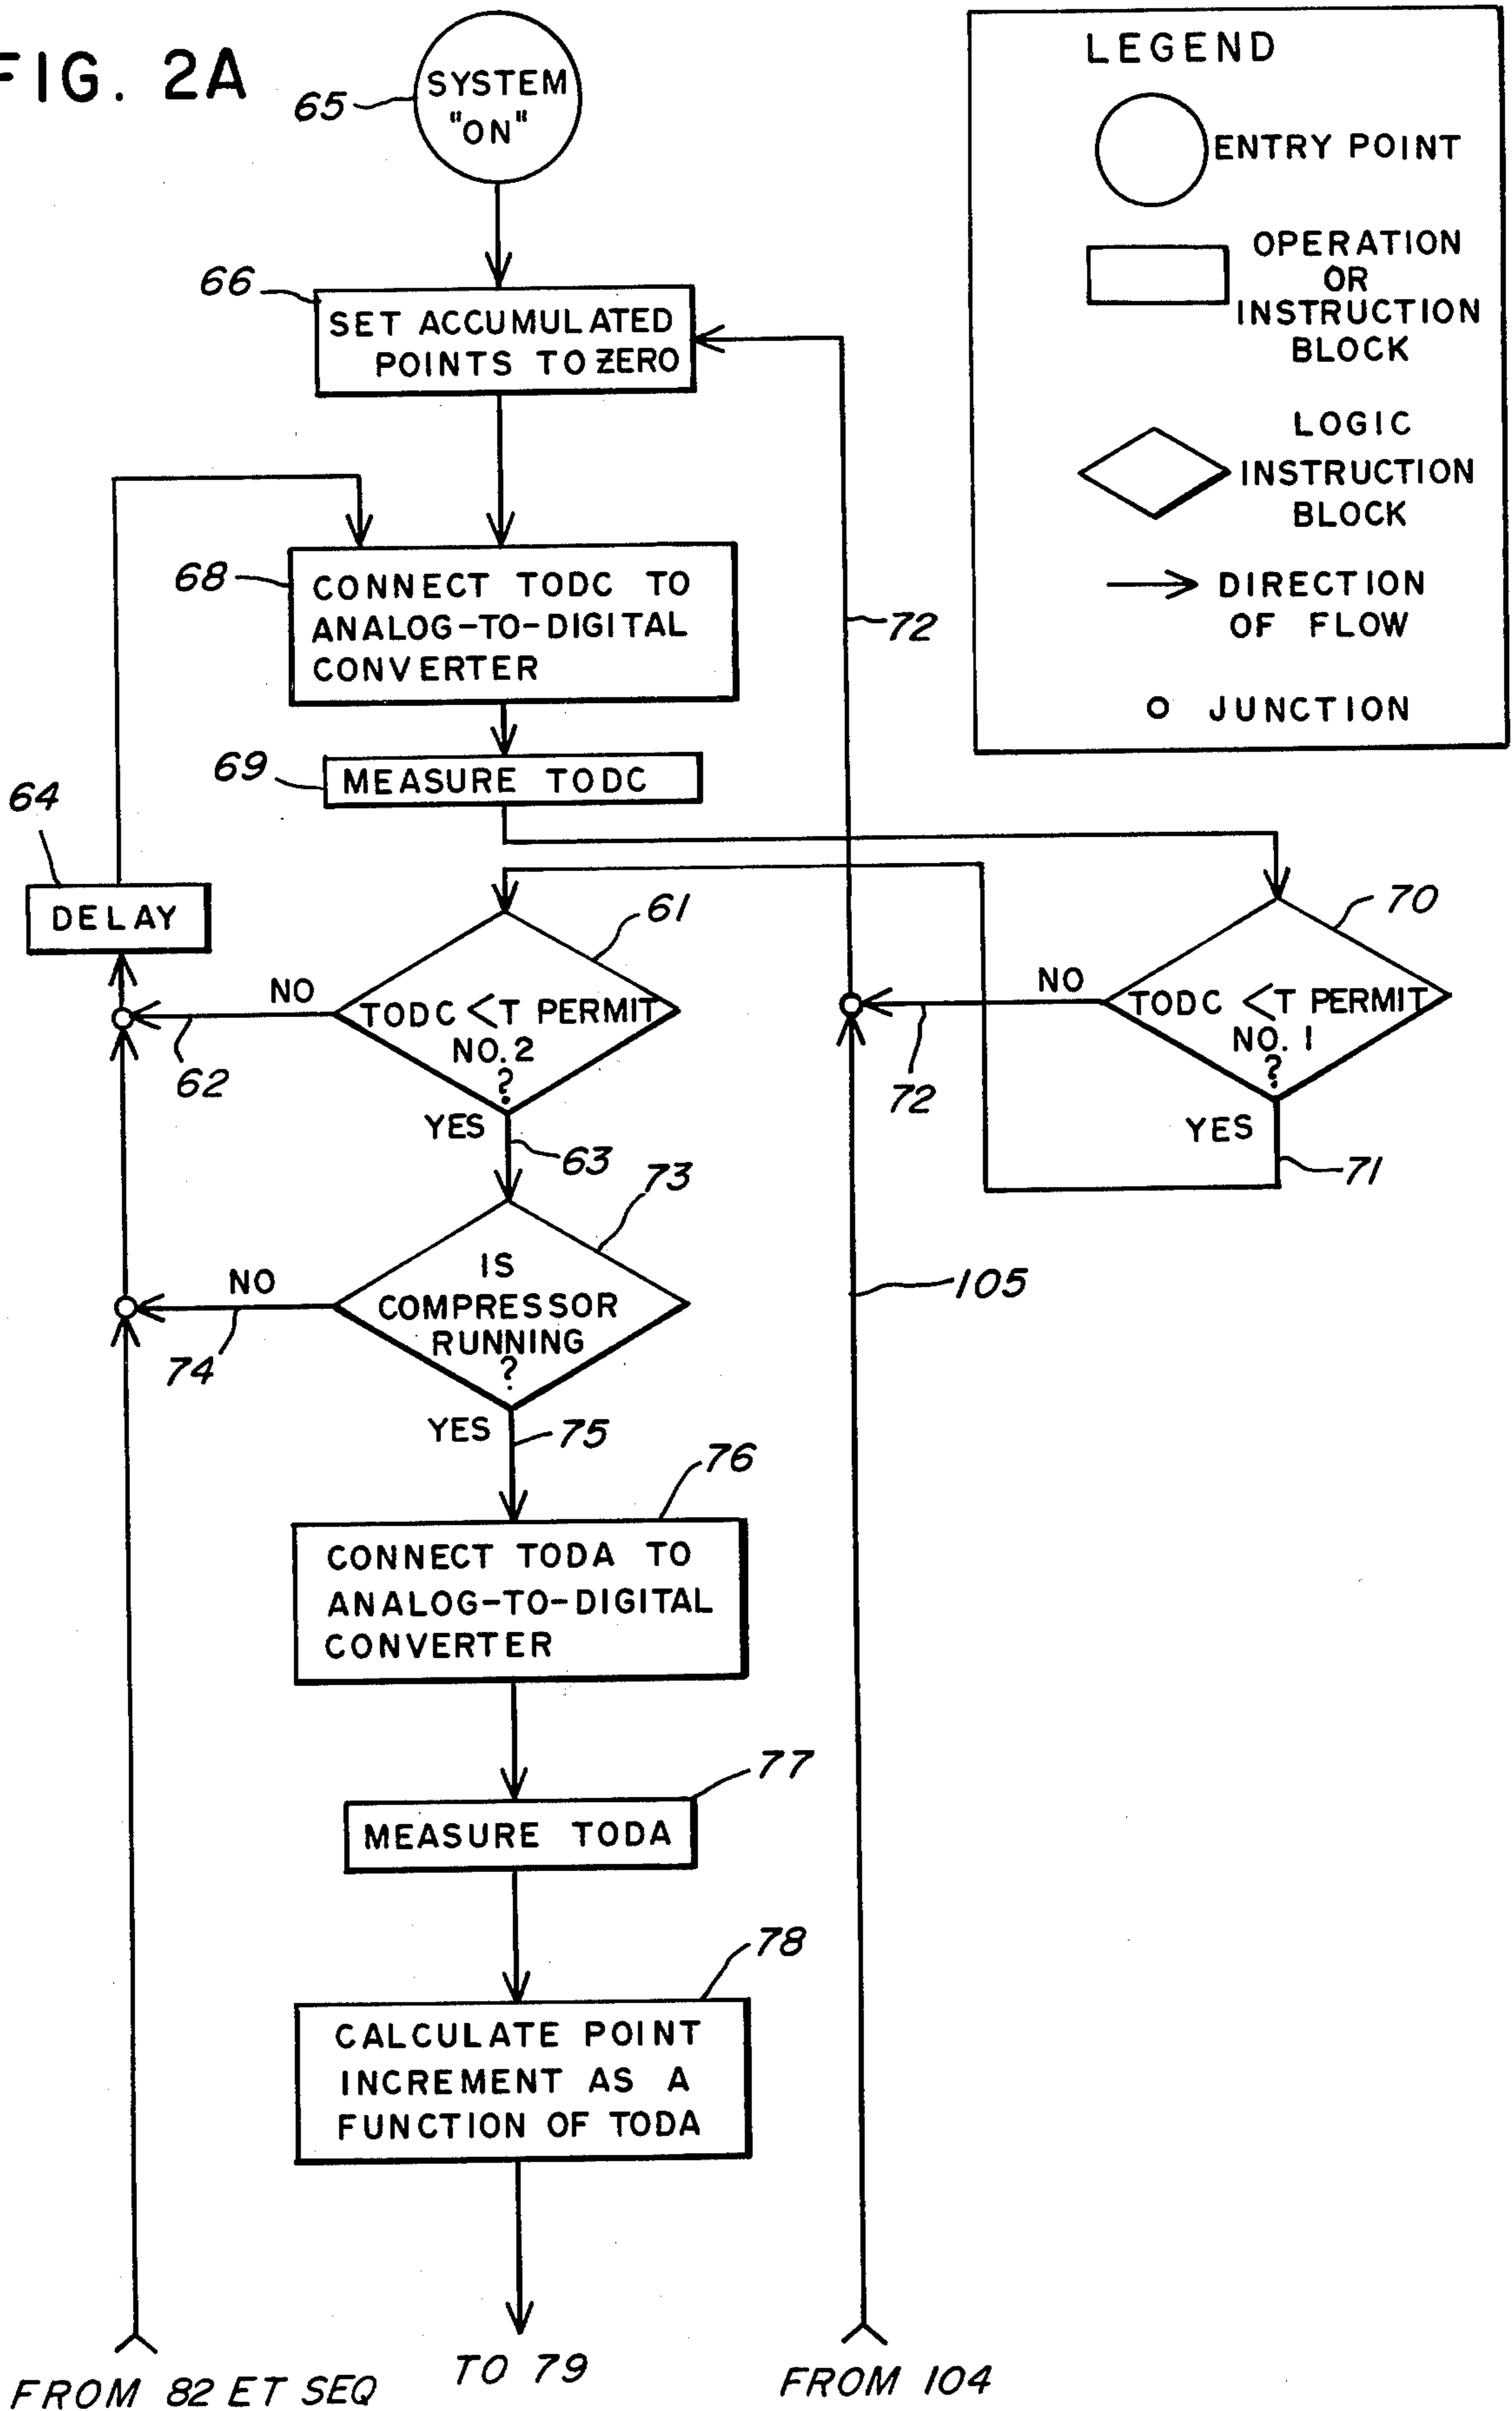 FIG. 2A
65
SYSTEM
"ON"
66
SET ACCUMULATED
POINTS TO ZERO
68
CONNECT TODC TO
ANALOG-TO-DIGITAL
CONVERTER
72
69
MEASURE TODC
64
DELAY
61
NO
TODC <T PERMIT
NO. 2
?
62
YES
63
70
NO
TODC <T PERMIT
NO. 1
?
72
YES
71
73
NO
IS
COMPRESSOR
RUNNING
?
74
105
YES
75
76
CONNECT TODA TO
ANALOG-TO-DIGITAL
CONVERTER
77
MEASURE TODA
78
CALCULATE POINT
INCREMENT AS A
FUNCTION OF TODA
FROM 82 ET SEQ
TO 79
FROM 104
LEGEND
ENTRY POINT
OPERATION
OR
INSTRUCTION
BLOCK
LOGIC
INSTRUCTION
BLOCK
DIRECTION
OF FLOW
JUNCTION